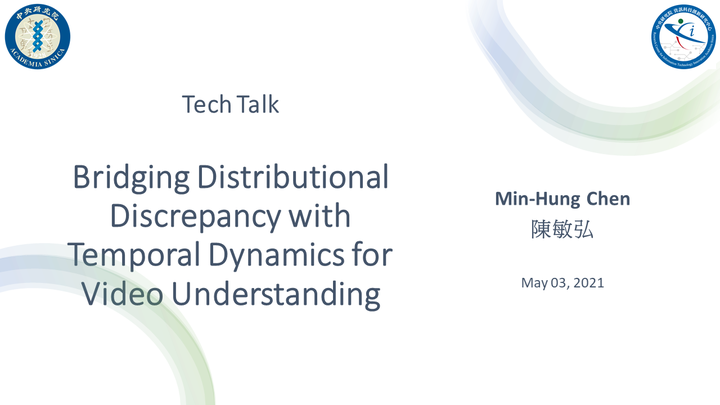 中央研究院
ACADEMIA SINICA
Tech Talk
Bridging Distributional
Discrepancy with
Temporal Dynamics for
Video Understanding
Min-Hung Chen
陳敏弘
May 03, 2021